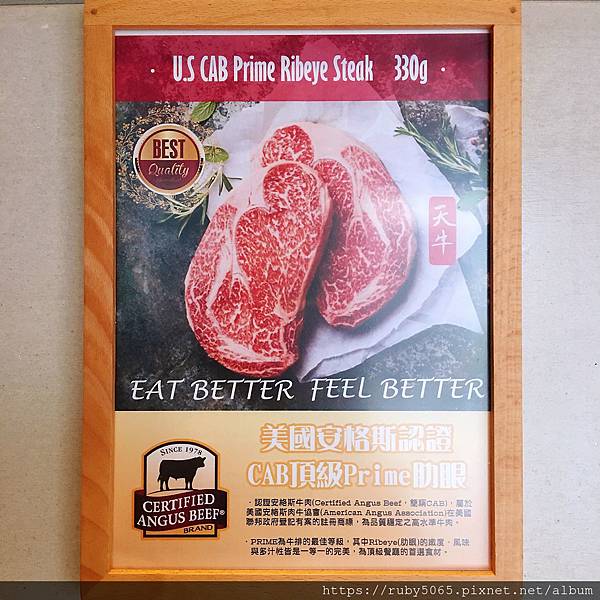 · U.S CAB Prime Ribeye Steak 330g ·
BEST
Quality
天牛
EAT BETTER FEEL BETTER
美國安格斯認證
CAB頂級Prime肋眼
SINCE 1978
CERTIFIED
ANGUS BEEF®
BRAND
·認證安格斯牛肉(Certified Angus Beef，簡稱CAB)，屬於
美國安格斯肉牛協會(American Angus Association)在美國
聯邦政府登記有案的註冊商標，為品質穩定之高水準牛肉。
·PRIME為牛排的最佳等級，其中Ribeye(肋眼)的嫩度、風味
與多汁性皆是一等一的完美，為頂級餐廳的首選食材。
https://ruby5065.pixnet.net/album